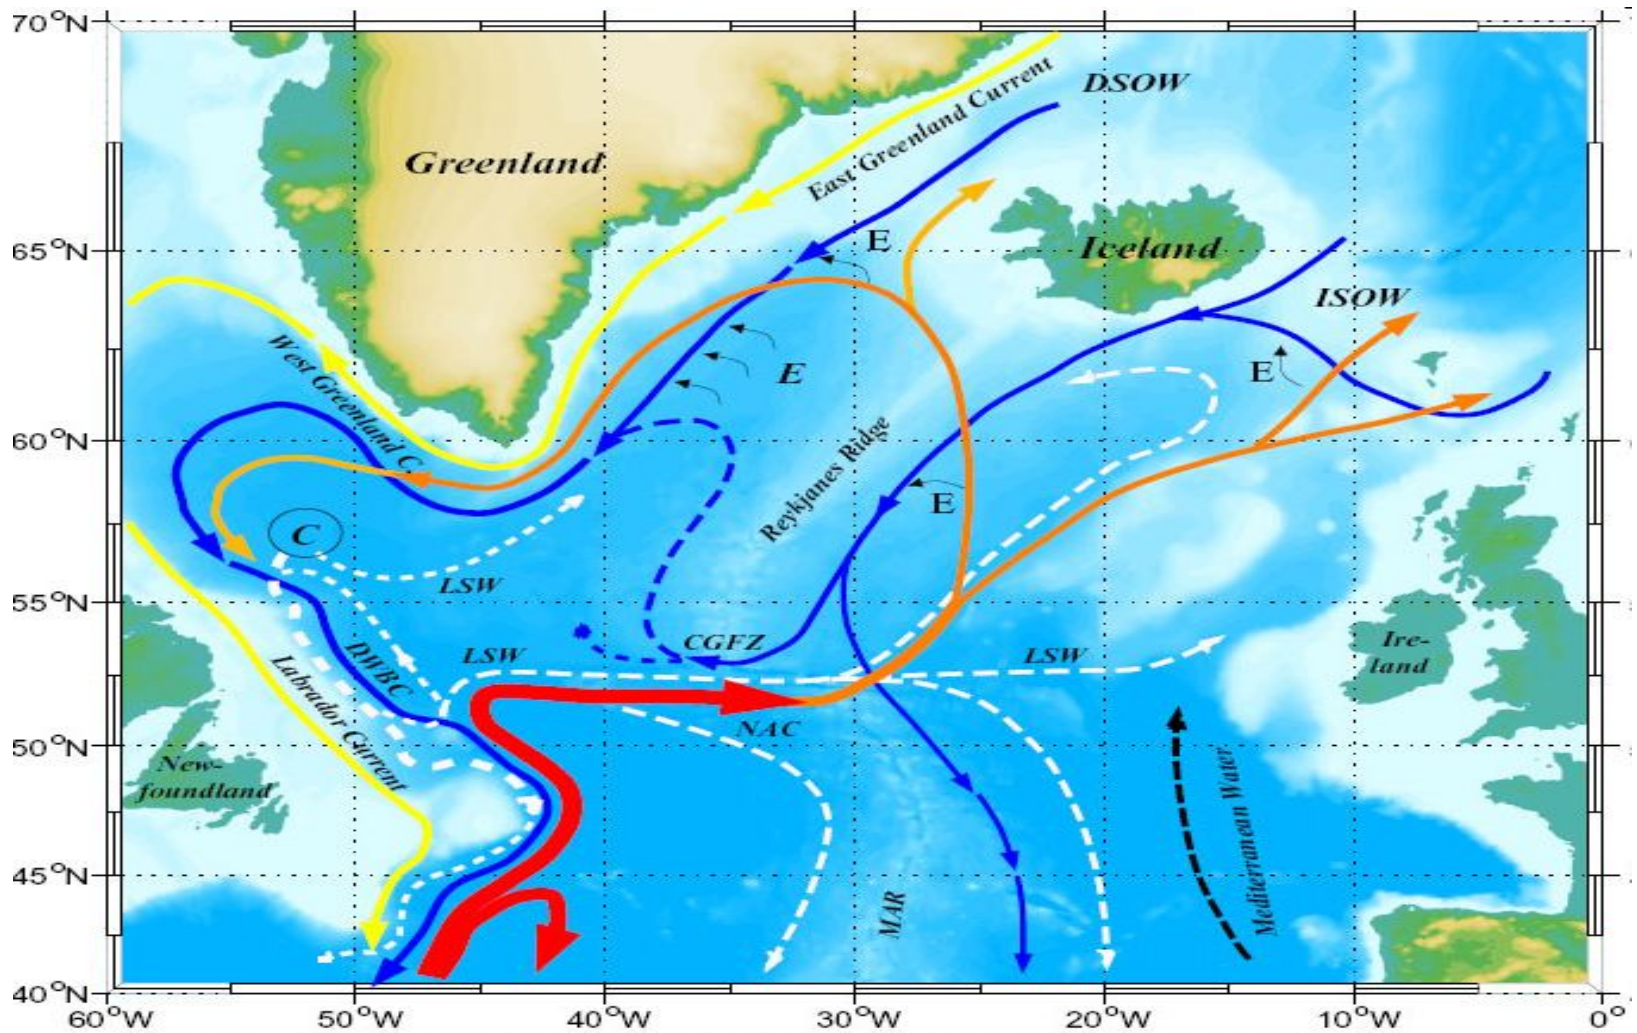 70°N
DSOW
East Greenland Current
Greenland
E
Iceland
65°N
ISOW
West Greenland C.
E
E
60°N
Reykjanes Ridge
E
C
LSW
55°N
CGFZ
LSW
LSW
DWBC
Labrador Current
NAC
Ire-
land
50°N
New-
foundland
Mediterranean Water
45°N
MAR
40°N
60°W
50°W
40°W
30°W
20°W
10°W
0°